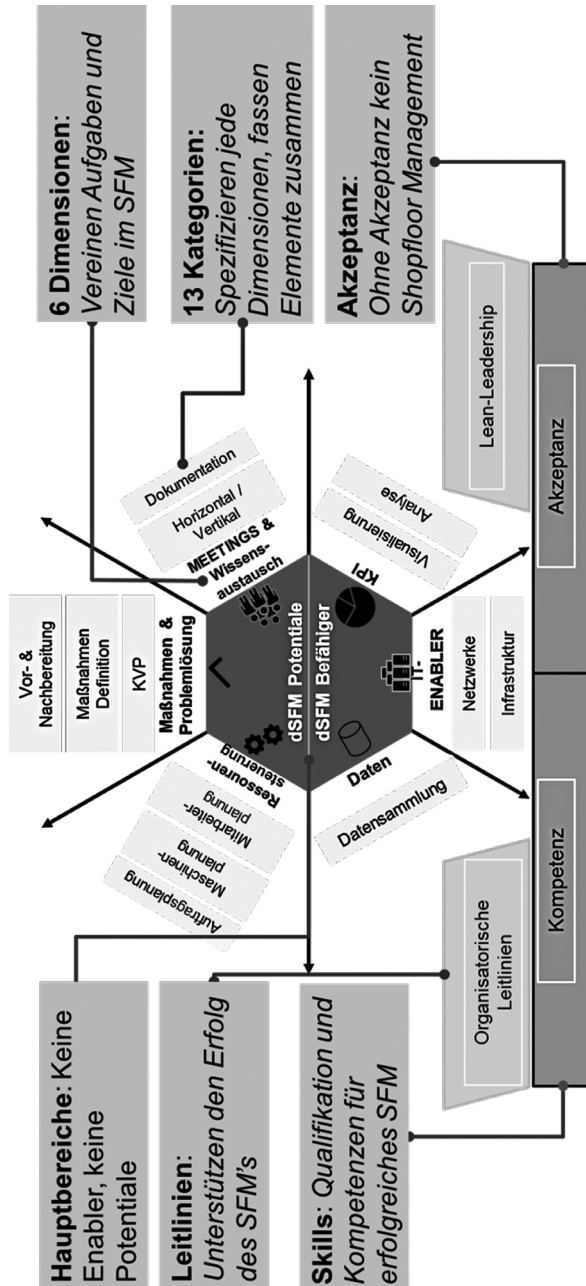 Hauptbereiche: Keine
Enabler, keine
Potentiale
Leitlinien:
Unterstützen den Erfolg
des SFM's
Skills: Qualifikation und
Kompetenzen für
erfolgreiches SFM
Vor- &
Nachbereitung
Maßnahmen
Definition
KVP
Maßnahmen &
Problemlösung
Auftragsplanung
Maschinen-
planung
Mitarbeiter-
planung
Ressouren-
steuerung
MEETINGS &
Wissens-
austausch
Horizontal /
Vertikal
Dokumentation
dSFM Potentiale
dSFM Befähiger
Daten
Datensammlung
IT-
ENABLER
Netzwerke
Infrastruktur
KPI
Visualisierung
Analyse
6 Dimensionen:
Vereinen Aufgaben und
Ziele im SFM
13 Kategorien:
Spezifizieren jede
Dimensionen, fassen
Elemente zusammen
Akzeptanz:
Ohne Akzeptanz kein
Shopfloor Management
Organisatorische
Leitlinien
Lean-Leadership
Kompetenz
Akzeptanz